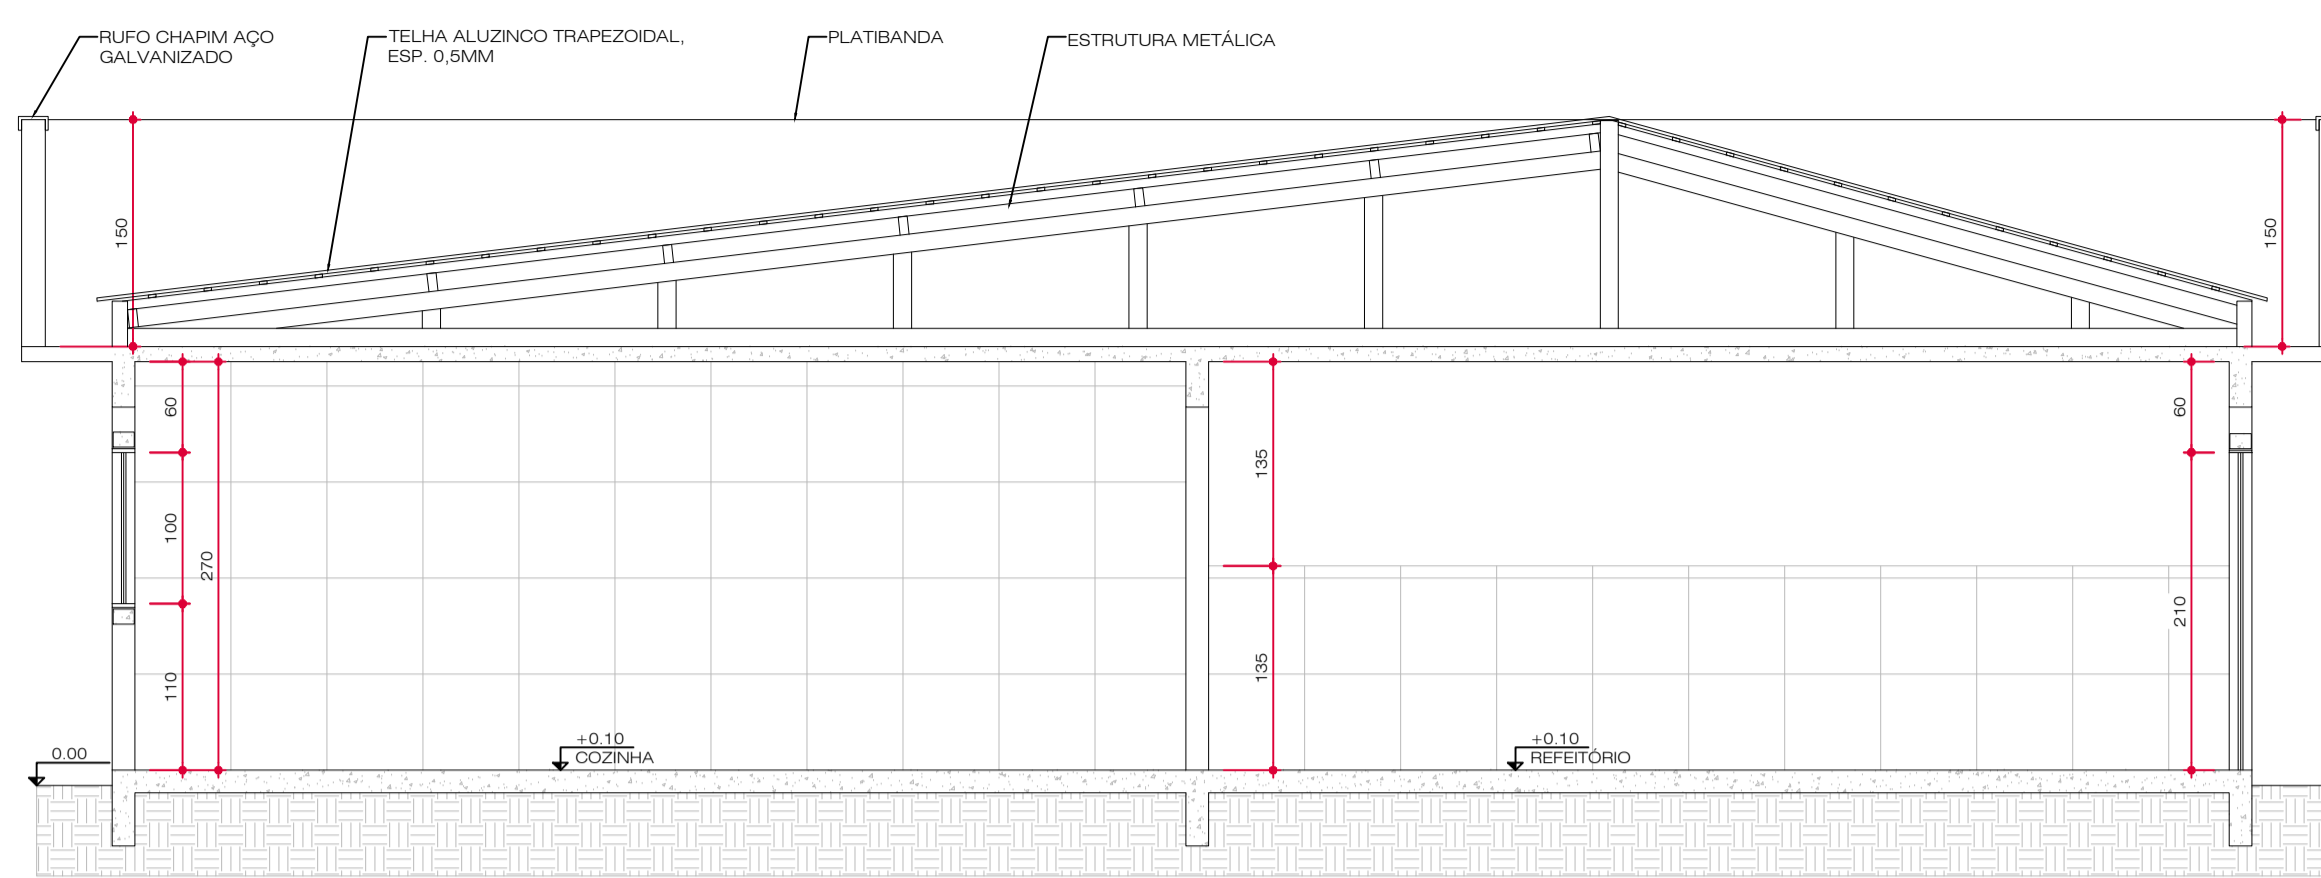 RUFO CHAPIM AÇO
GALVANIZADO
TELHA ALUZINCO TRAPEZOIDAL,
ESP. 0,5MM
PLATIBANDA
ESTRUTURA METÁLICA
150
150
60
100
270
110
135
135
60
210
0.00
+0.10
COZINHA
+0.10
REFEITÓRIO